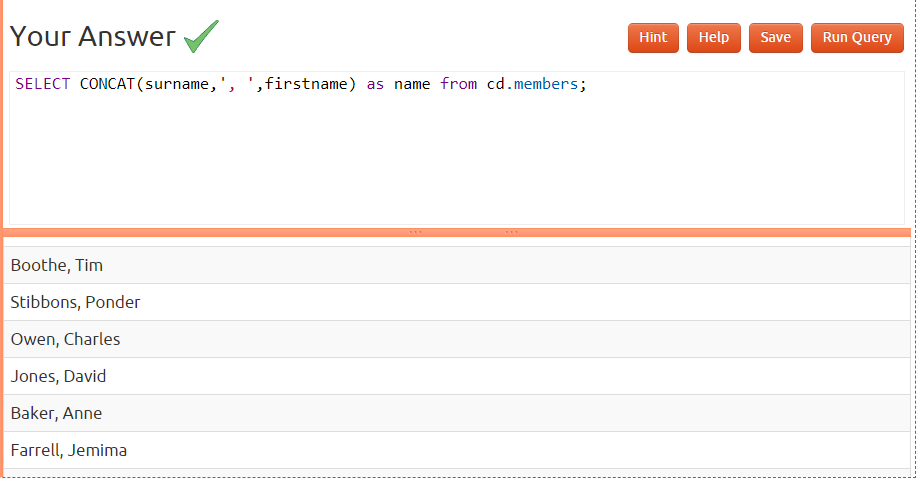 Your Answer
Hint Help Save Run Query
SELECT CONCAT(surname,', ',firstname) as name from cd.members;
Boothe, Tim
Stibbons, Ponder
Owen, Charles
Jones, David
Baker, Anne
Farrell, Jemima